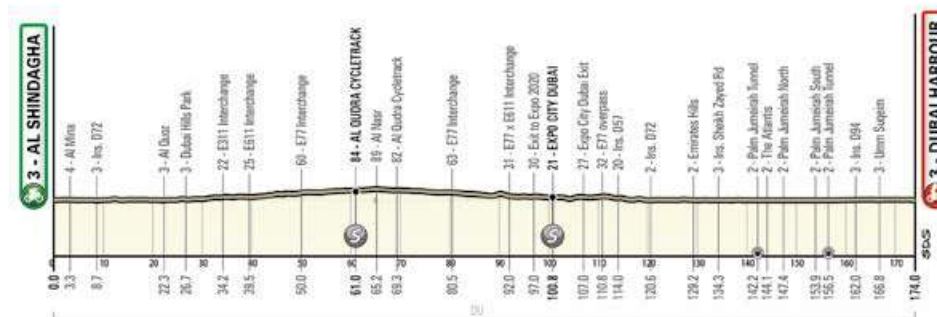 3 - AL SHINDAGHA
4 - Al Mina
3 - Ins. D72
3 - Al Quoz
3 - Dubai Hills Park
22 - E311 Interchange
25 - E611 Interchange
60 - E77 Interchange
84 - AL QUDRA CYCLETRACK
89 - Al Nasr
82 - Al Qudra Cycletrack
63 - E77 Interchange
31 - E77 x E611 Interchange
30 - Exit to Expo 2020
21 - EXPO CITY DUBAI
27 - Expo City Dubai Exit
32 - E77 overpass
20 - Ins. D57
2 - Ins. D72
2 - Emirates Hills
3 - Ins. Sheikh Zayed Rd
2 - Palm Jumeirah Tunnel
2 - The Atlantis
2 - Palm Jumeirah North
2 - Palm Jumeirah South
2 - Palm Jumeirah Tunnel
3 - Ins. D94
3 - Umm Suqeim
3 - DUBAI HARBOUR
S
S
SDS
10 20 30 60 70 80 90 100 110 120 130 140 150 160 170
0.0 3.3 8.7 22.3 26.7 34.2 39.5 50.0 61.0 65.2 69.3 80.5 92.0 97.0 100.8 107.0 110.8 114.0 120.6 129.2 134.3 142.2 144.1 147.4 153.9 156.5 162.0 166.8 174.0
DU